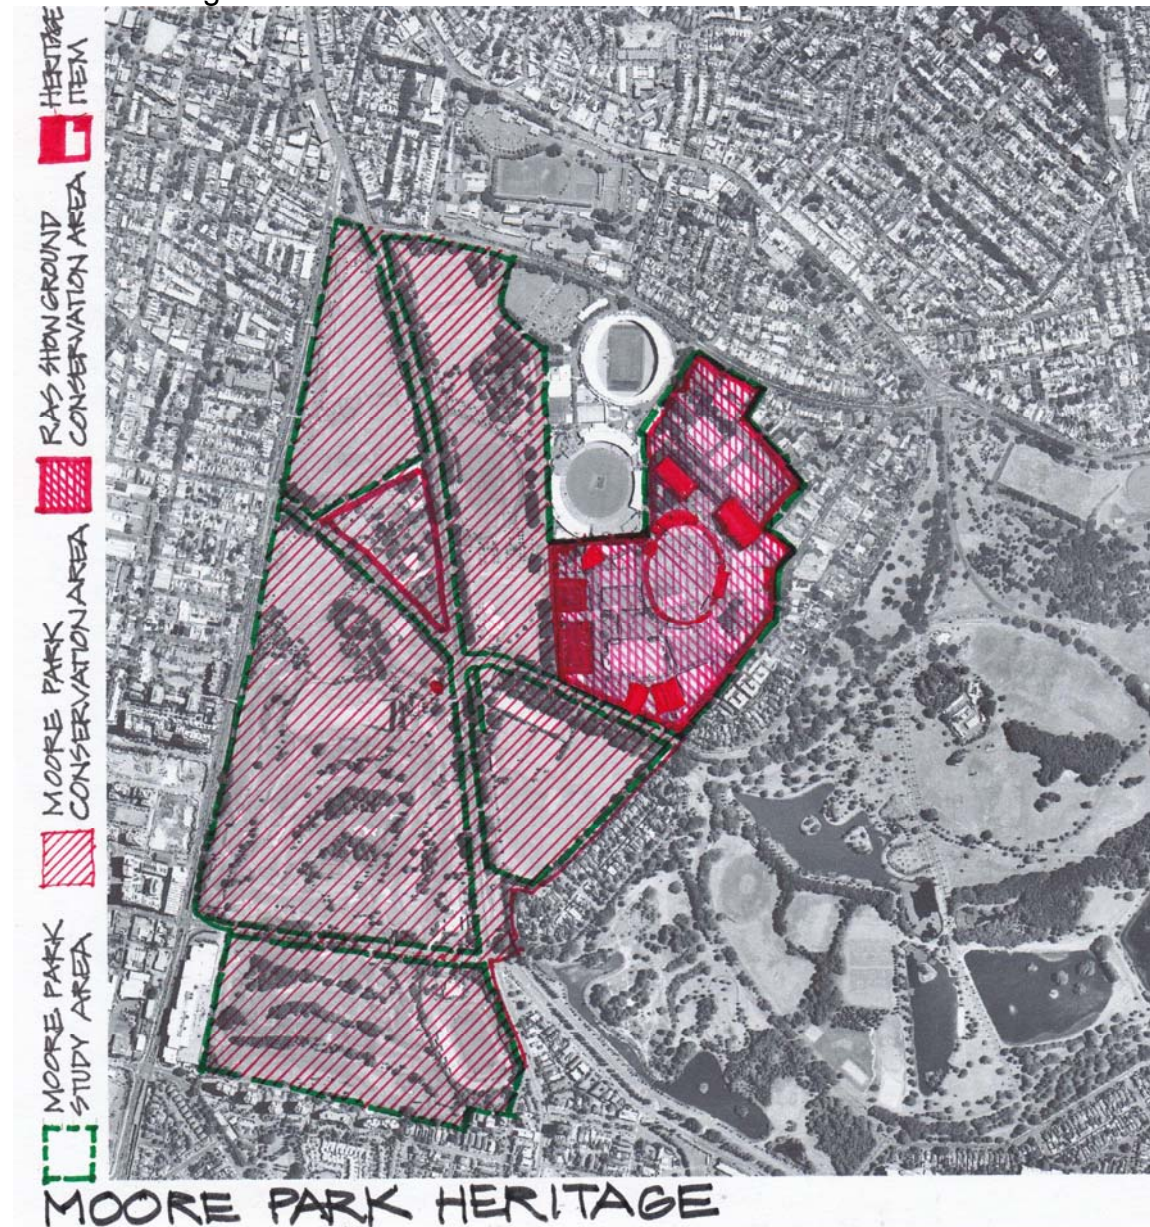 MOORE PARK
STUDY AREA
MOORE PARK
CONSERVATION AREA
RAS SHOWGROUND
CONSERVATION AREA
HERITAGE
ITEM
MOORE PARK HERITAGE